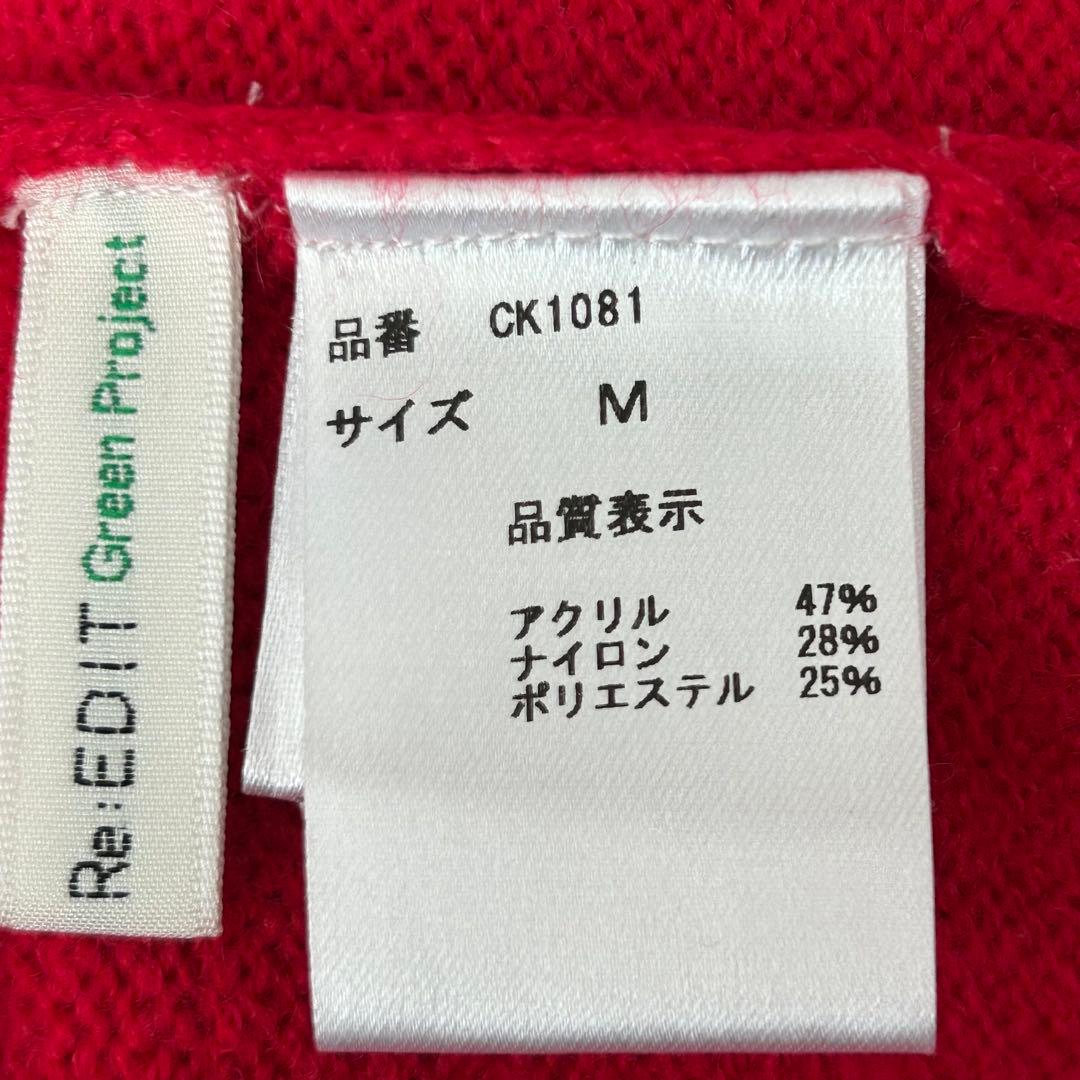 Re:EDIT Green Project
品番 CK1081
サイズ M
品質表示
アクリル 47%
ナイロン 28%
ポリエステル 25%